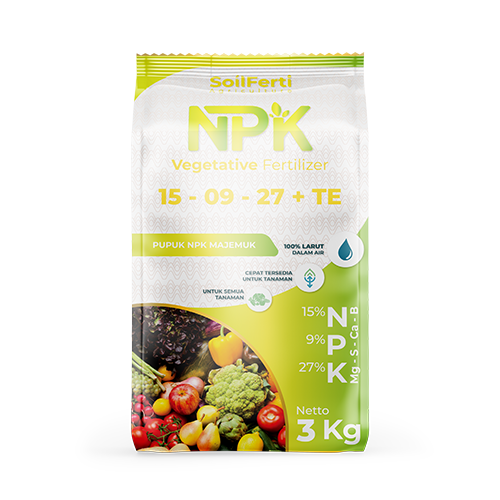 SoilFerti
NPK
Vegetative Fertilizer
15 - 09 - 27 + TE
PUPUK NPK MAJEMUK
100% LARUT
DALAM AIR
CEPAT TERSEDIA
UNTUK TANAMAN
UNTUK SEMUA
TANAMAN
15% N
9% P
27% K
Mg - S - Ca - B
Netto
3 Kg